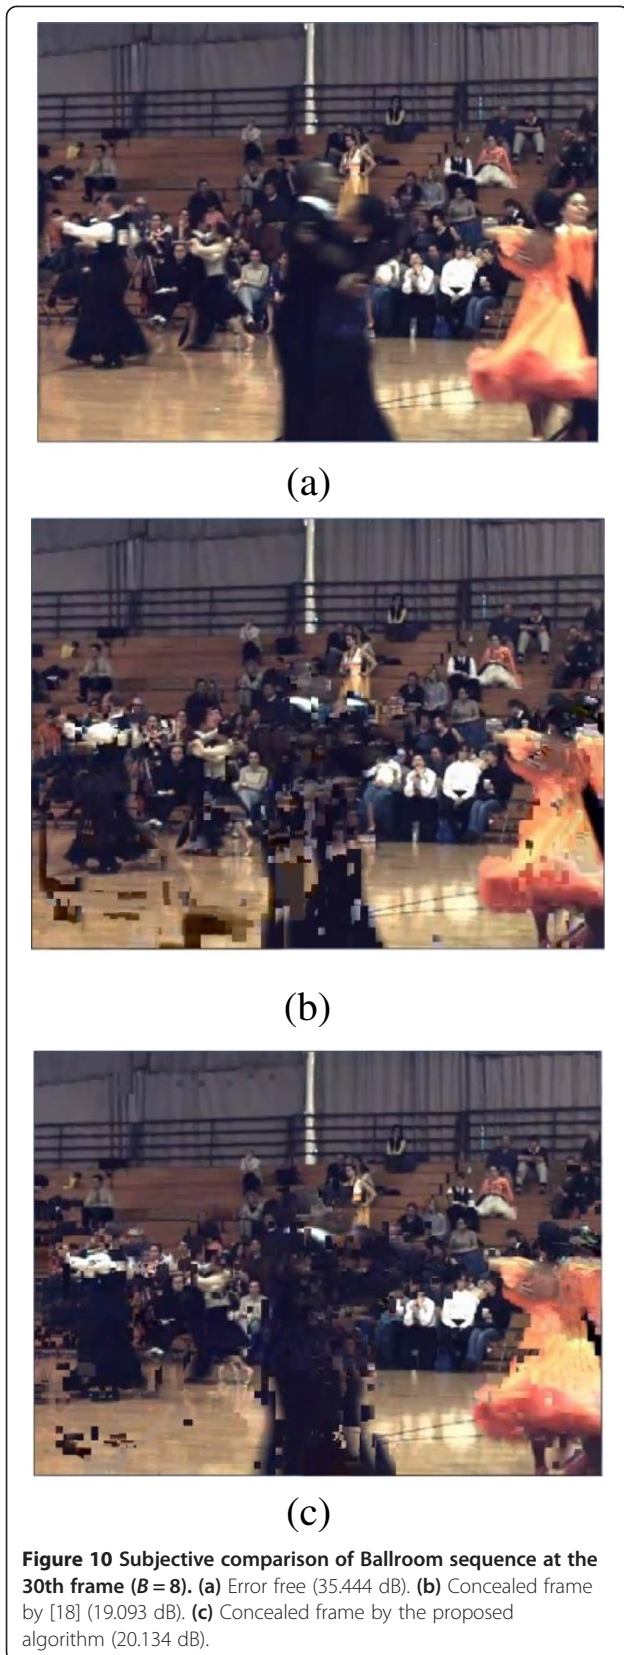 (a)
(b)
(c)
Figure 10 Subjective comparison of Ballroom sequence at the
30th frame (B = 8). (a) Error free (35.444 dB). (b) Concealed frame
by [18] (19.093 dB). (c) Concealed frame by the proposed
algorithm (20.134 dB).